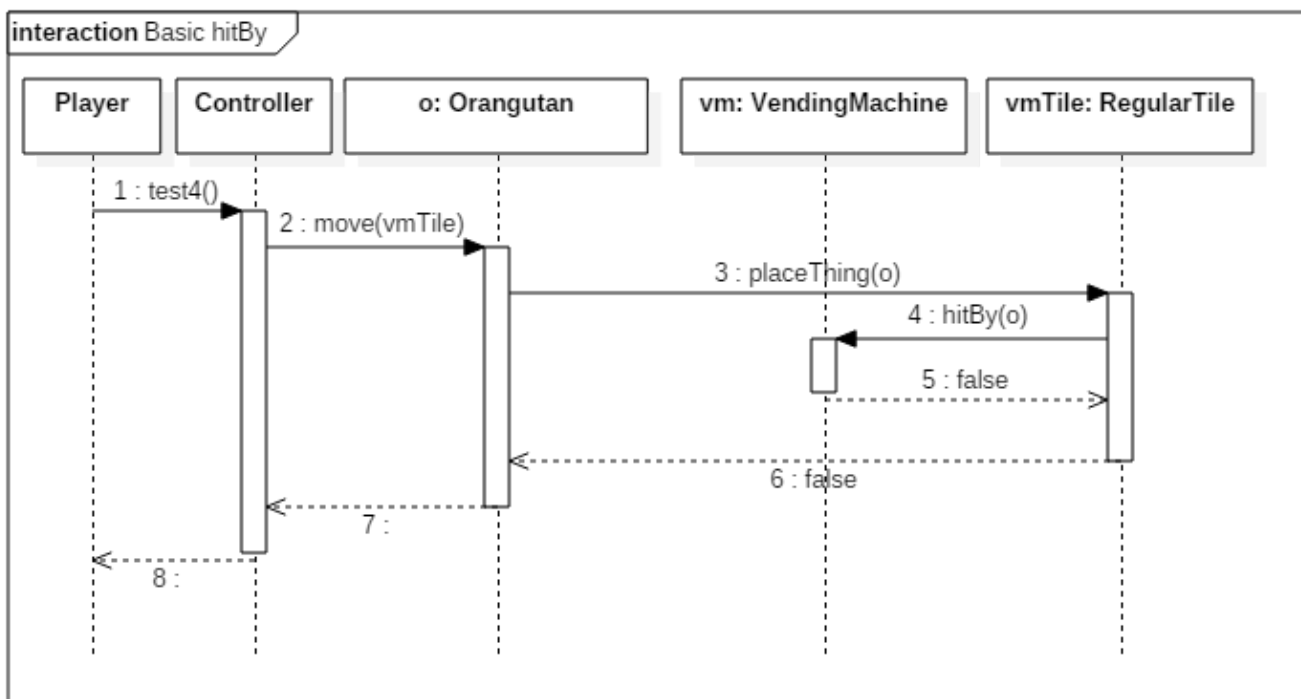 interaction Basic hitBy
Player
Controller
o: Orangutan
vm: VendingMachine
vmTile: RegularTile
1 : test4()
2 : move(vmTile)
3 : placeThing(o)
4 : hitBy(o)
5 : false
6 : false
7 :
8 :